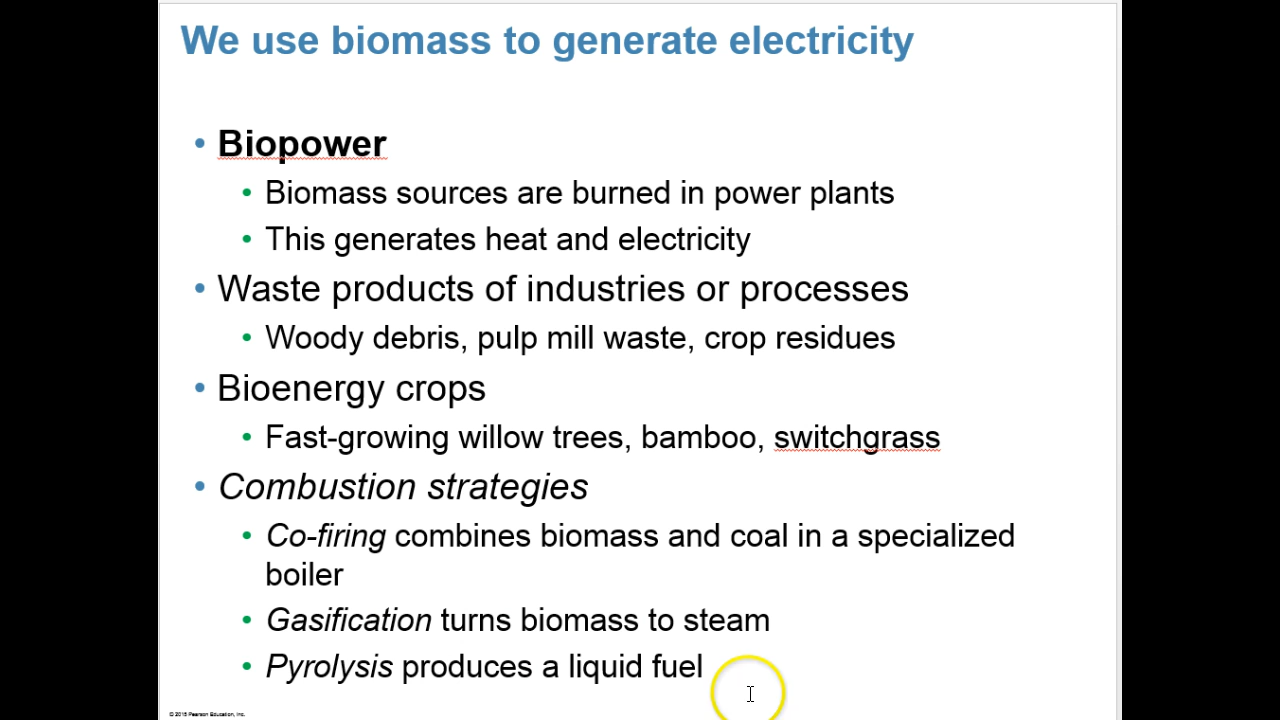 We use biomass to generate electricity
• Biopower
• Biomass sources are burned in power plants
• This generates heat and electricity
• Waste products of industries or processes
• Woody debris, pulp mill waste, crop residues
• Bioenergy crops
• Fast-growing willow trees, bamboo, switchgrass
• Combustion strategies
• Co-firing combines biomass and coal in a specialized
boiler
• Gasification turns biomass to steam
• Pyrolysis produces a liquid fuel
© 2015 Pearson Education, Inc.